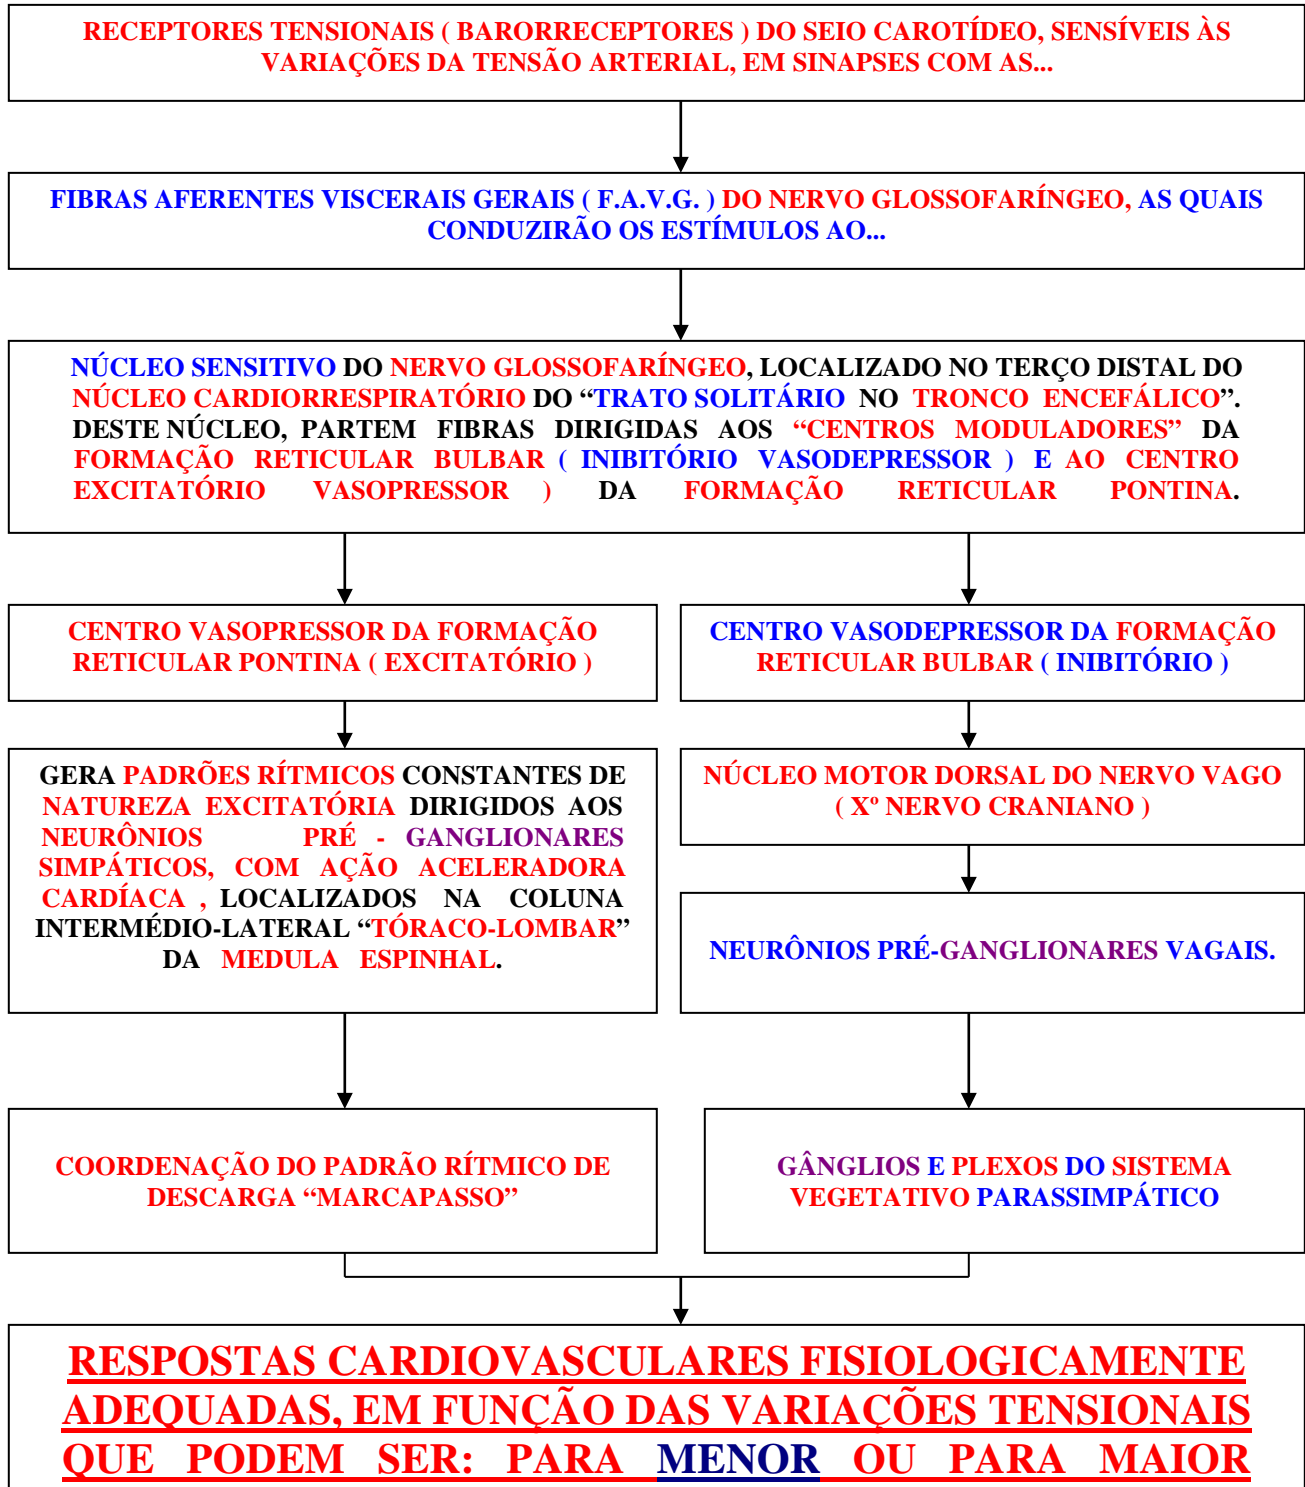 RECEPTORES TENSIONAIS ( BARORRECEPTORES ) DO SEIO CAROTÍDEO, SENSÍVEIS ÀS
VARIAÇÕES DA TENSÃO ARTERIAL, EM SINAPSES COM AS...
FIBRAS AFERENTES VISCERAIS GERAIS ( F.A.V.G. ) DO NERVO GLOSSOFARÍNGEO, AS QUAIS
CONDUZIRÃO OS ESTÍMULOS AO...
NÚCLEO SENSITIVO DO NERVO GLOSSOFARÍNGEO, LOCALIZADO NO TERÇO DISTAL DO
NÚCLEO CARDIORRESPIRATÓRIO DO “TRATO SOLITÁRIO NO TRONCO ENCEFÁLICO”.
DESTE NÚCLEO, PARTEM FIBRAS DIRIGIDAS AOS “CENTROS MODULADORES” DA
FORMAÇÃO RETICULAR BULBAR ( INIBITÓRIO VASODEPRESSOR ) E AO CENTRO
EXCITATÓRIO VASOPRESSOR ) DA FORMAÇÃO RETICULAR PONTINA.
CENTRO VASOPRESSOR DA FORMAÇÃO
RETICULAR PONTINA ( EXCITATÓRIO )
CENTRO VASODEPRESSOR DA FORMAÇÃO
RETICULAR BULBAR ( INIBITÓRIO )
GERA PADRÕES RÍTMICOS CONSTANTES DE
NATUREZA EXCITATÓRIA DIRIGIDOS AOS
NEURÔNIOS PRÉ - GANGLIONARES
SIMPÁTICOS, COM AÇÃO ACELERADORA
CARDÍACA , LOCALIZADOS NA COLUNA
INTERMÉDIO-LATERAL “TÓRACO-LOMBAR”
DA MEDULA ESPINHAL.
NÚCLEO MOTOR DORSAL DO NERVO VAGO
( Xº NERVO CRANIANO )
NEURÔNIOS PRÉ-GANGLIONARES VAGAIS.
COORDENAÇÃO DO PADRÃO RÍTMICO DE
DESCARGA “MARCAPASSO”
GÂNGLIOS E PLEXOS DO SISTEMA
VEGETATIVO PARASSIMPÁTICO
RESPOSTAS CARDIOVASCULARES FISIOLOGICAMENTE
ADEQUADAS, EM FUNÇÃO DAS VARIAÇÕES TENSIONAIS
QUE PODEM SER: PARA MENOR OU PARA MAIOR